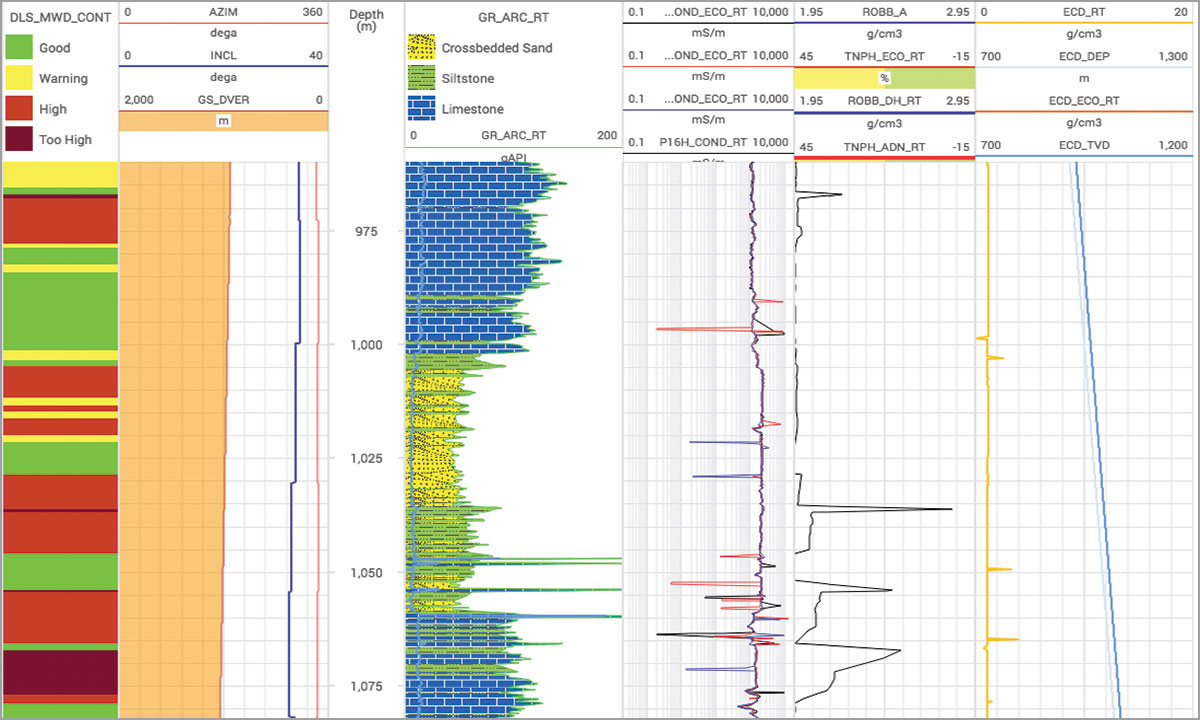 DLS_MWD_CONT
Good
Warning
High
Too High
0 AZIM 360
dega
0 INCL 40
dega
2,000 GS_DVER 0
m
Depth
(m)
975
1,000
1,025
1,050
1,075
GR_ARC_RT
Crossbedded Sand
Siltstone
Limestone
0 GR_ARC_RT 200
gAPI
0.1 ...OND_ECO_RT 10,000
mS/m
0.1 ...OND_ECO_RT 10,000
mS/m
0.1 ...OND_ECO_RT 10,000
mS/m
0.1 P16H_COND_RT 10,000
mS/m
1.95 ROBB_A 2.95
g/cm3
45 TNPH_ECO_RT -15
%
1.95 ROBB_DH_RT 2.95
g/cm3
45 TNPH_ADN_RT -15
0 ECD_RT 20
g/cm3
700 ECD_DEP 1,300
m
ECD_ECO_RT
g/cm3
700 ECD_TVD 1,200